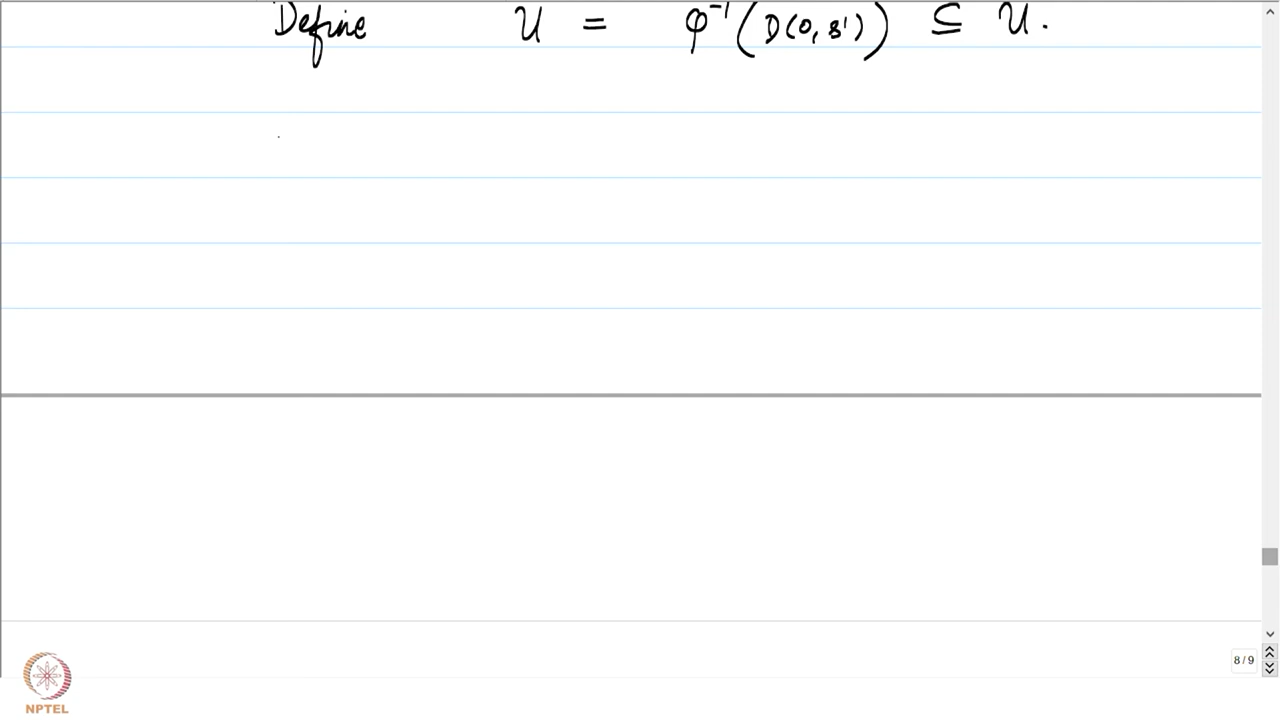 Define U = φ⁻¹(D(0, s')) ⊆ U.
8 / 9
NPTEL